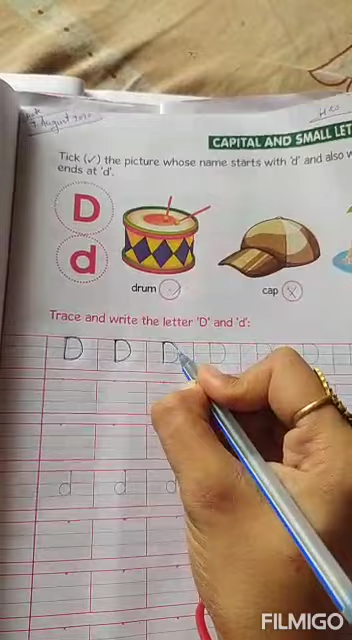 August
H.W
CAPITAL AND SMALL LET
Tick (✓) the picture whose name starts with 'd' and also w
ends at 'd'.
D
d
drum
cap
Trace and write the letter 'D' and 'd':
D D D D D D
d d d
FILMIGO